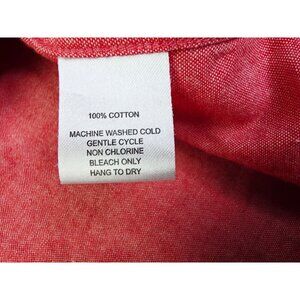 100% COTTON
MACHINE WASHED COLD
GENTLE CYCLE
NON CHLORINE
BLEACH ONLY
HANG TO DRY